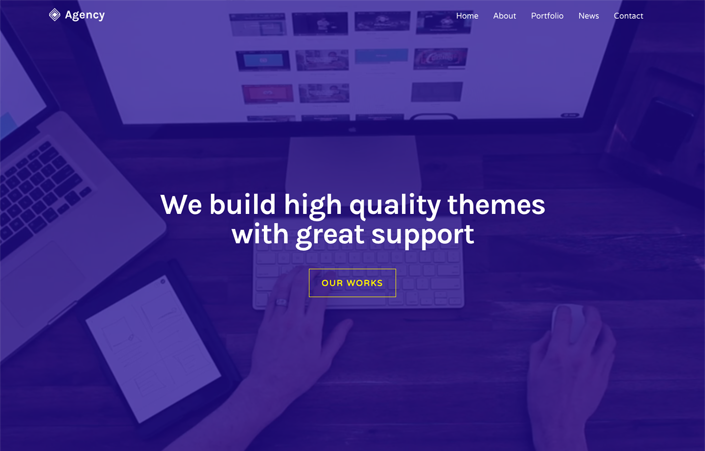 Agency
Home About Portfolio News Contact
We build high quality themes
with great support
OUR WORKS